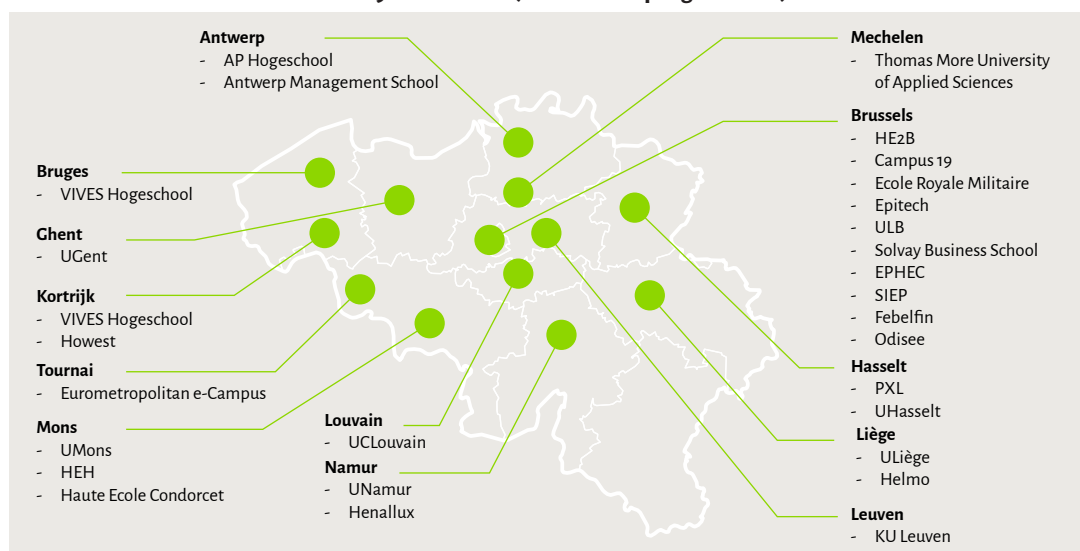 Antwerp
- AP Hogeschool
- Antwerp Management School
Bruges
- VIVES Hogeschool
Ghent
- UGent
Kortrijk
- VIVES Hogeschool
- Howest
Tournai
- Eurometropolitan e-Campus
Mons
- UMons
- HEH
- Haute Ecole Condorcet
Louvain
- UCLouvain
Namur
- UNamur
- Henallux
Mechelen
- Thomas More University
of Applied Sciences
Brussels
- HE2B
- Campus 19
- Ecole Royale Militaire
- Epitech
- ULB
- Solvay Business School
- EPHEC
- SIEP
- Febelfin
- Odisee
Hasselt
- PXL
- UHasselt
Liège
- ULiège
- Helmo
Leuven
- KU Leuven